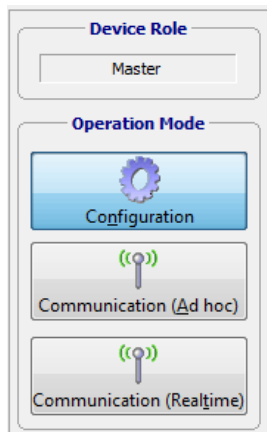 Device Role
Master
Operation Mode
Configuration
Communication (Ad hoc)
Communication (Realtime)